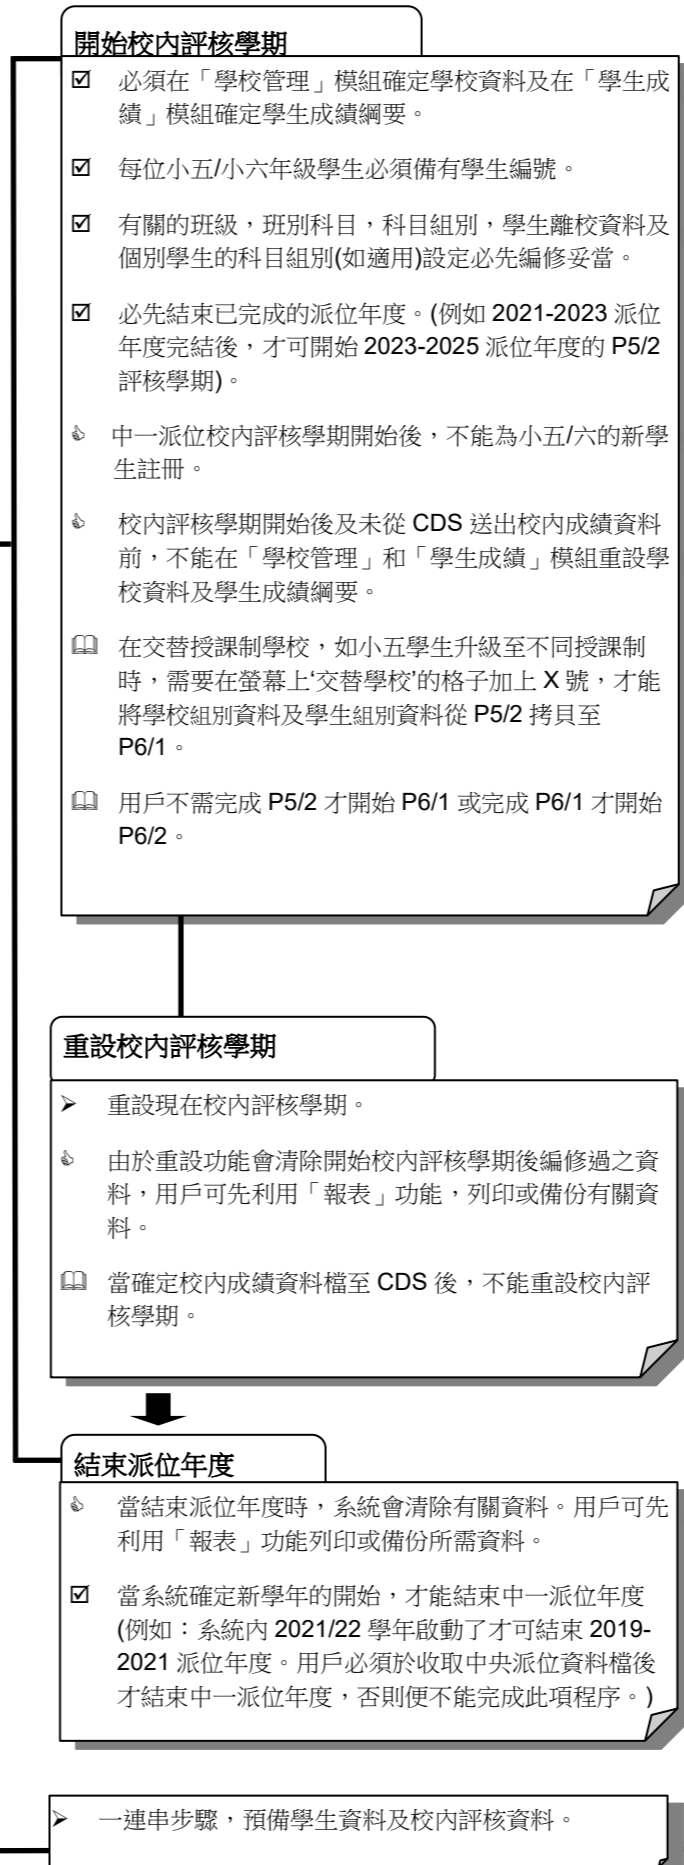 開始校內評核學期
☑ 必須在「學校管理」模組確定學校資料及在「學生成
績」模組確定學生成績綱要。
☑ 每位小五/小六年級學生必須備有學生編號。
☑ 有關的班級，班別科目，科目組別，學生離校資料及
個別學生的科目組別(如適用)設定必先編修妥當。
☑ 必先結束已完成的派位年度。(例如 2021-2023 派位
年度完結後，才可開始 2023-2025 派位年度的 P5/2
評核學期)。
👍 中一派位校內評核學期開始後，不能為小五/六的新學
生註冊。
👍 校內評核學期開始後及未從 CDS 送出校內成績資料
前，不能在「學校管理」和「學生成績」模組重設學
校資料及學生成績綱要。
🕮 在交替授課制學校，如小五學生升級至不同授課制
時，需要在螢幕上‘交替學校’的格子加上 X 號，才能
將學校組別資料及學生組別資料從 P5/2 拷貝至
P6/1。
🕮 用戶不需完成 P5/2 才開始 P6/1 或完成 P6/1 才開始
P6/2。
重設校內評核學期
➢ 重設現在校內評核學期。
👍 由於重設功能會清除開始校內評核學期後編修過之資
料，用戶可先利用「報表」功能，列印或備份有關資
料。
🕮 當確定校內成績資料檔至 CDS 後，不能重設校內評
核學期。
結束派位年度
👍 當結束派位年度時，系統會清除有關資料。用戶可先
利用「報表」功能列印或備份所需資料。
☑ 當系統確定新學年的開始，才能結束中一派位年度
(例如：系統內 2021/22 學年啟動了才可結束 2019-
2021 派位年度。用戶必須於收取中央派位資料檔後
才結束中一派位年度，否則便不能完成此項程序。)
➢ 一連串步驟，預備學生資料及校內評核資料。